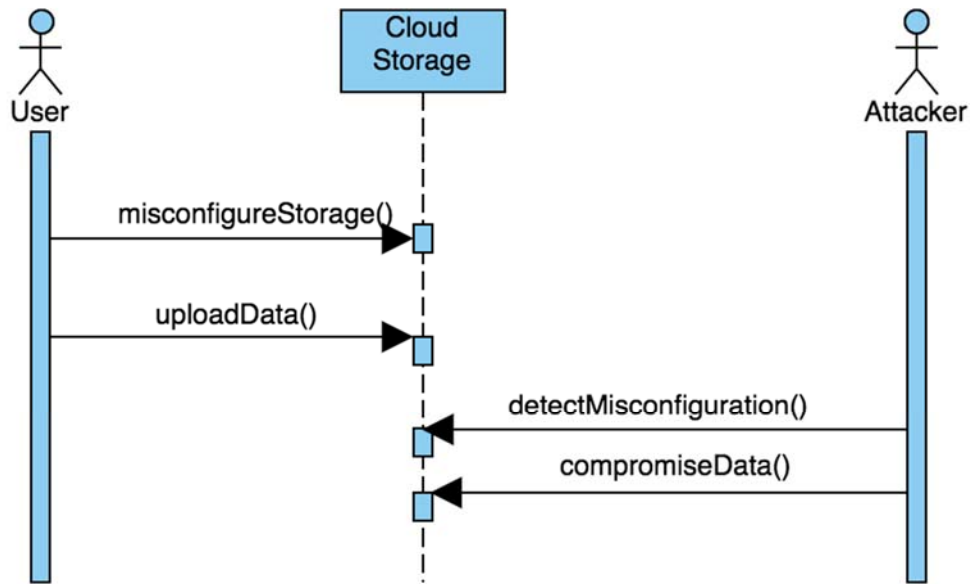 Cloud
Storage
User
Attacker
misconfigureStorage()
uploadData()
detectMisconfiguration()
compromiseData()